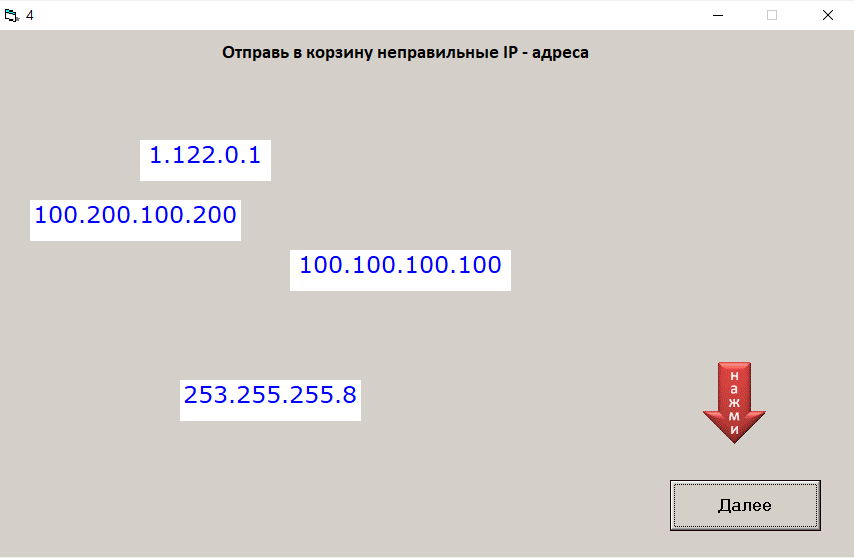 4
Отправь в корзину неправильные IP - адреса
1.122.0.1
100.200.100.200
100.100.100.100
253.255.255.8
нажми
Далее